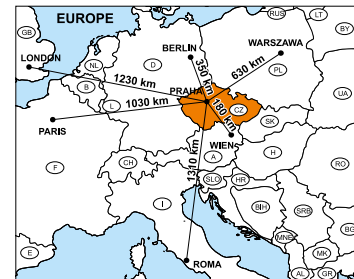 EUROPE
RUS
LT
GB
BY
NL
D
BERLIN
WARSZAWA
LONDON
PL
1230 km
350 km
630 km
B
PRAHA
UA
L
1030 km
180 km
CZ
PARIS
SK
WIEN
A
H
F
CH
RO
1310 km
SLO
HR
I
BIH
SRB
BG
MNE
E
ROMA
MK
AL
GR